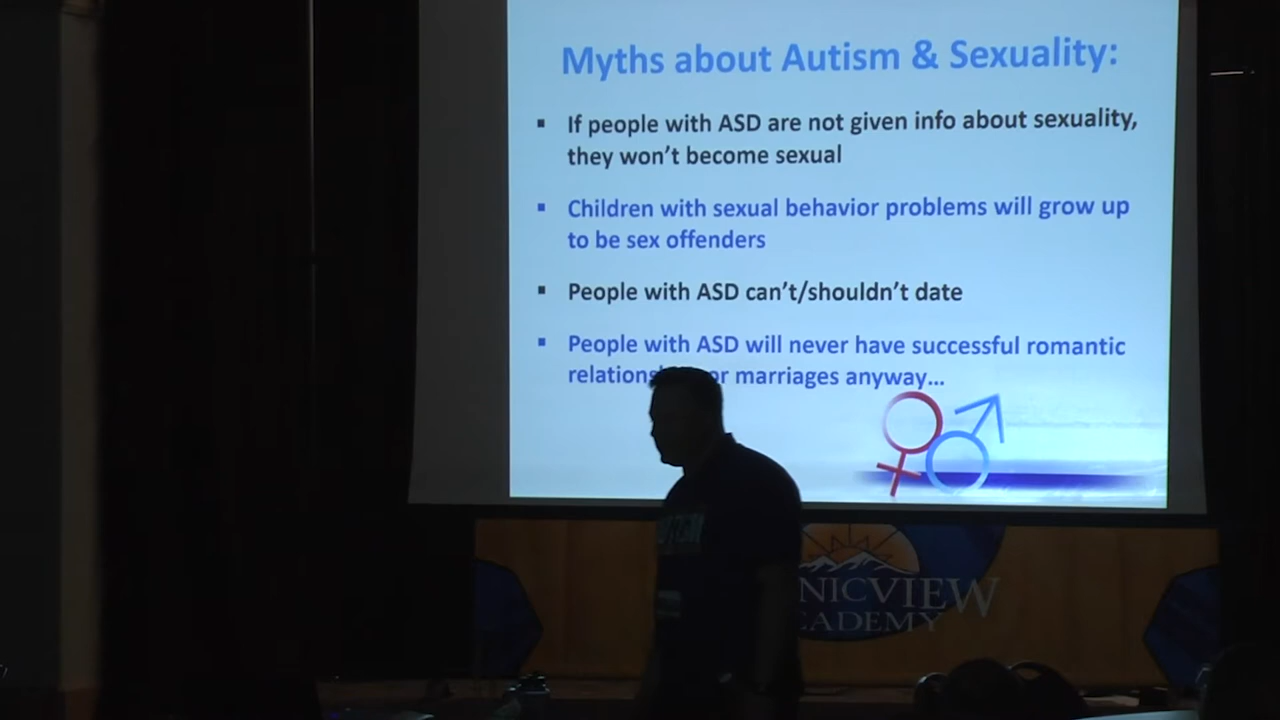 Myths about Autism & Sexuality:
▪ If people with ASD are not given info about sexuality,
they won't become sexual
▪ Children with sexual behavior problems will grow up
to be sex offenders
▪ People with ASD can't/shouldn't date
▪ People with ASD will never have successful romantic
or marriages anyway...
NICVIEW
ADEMY